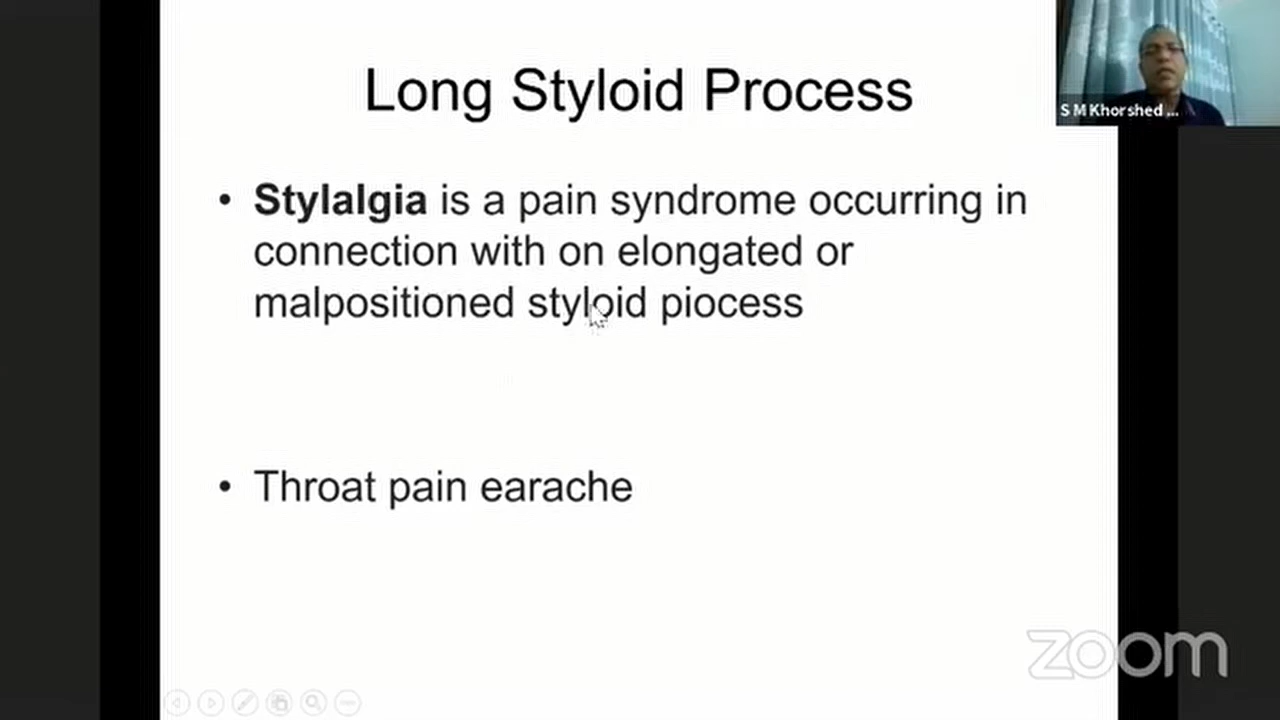 Long Styloid Process
S M Khorshed ...
• Stylalgia is a pain syndrome occurring in
connection with on elongated or
malpositioned styloid piocess
• Throat pain earache
zoom